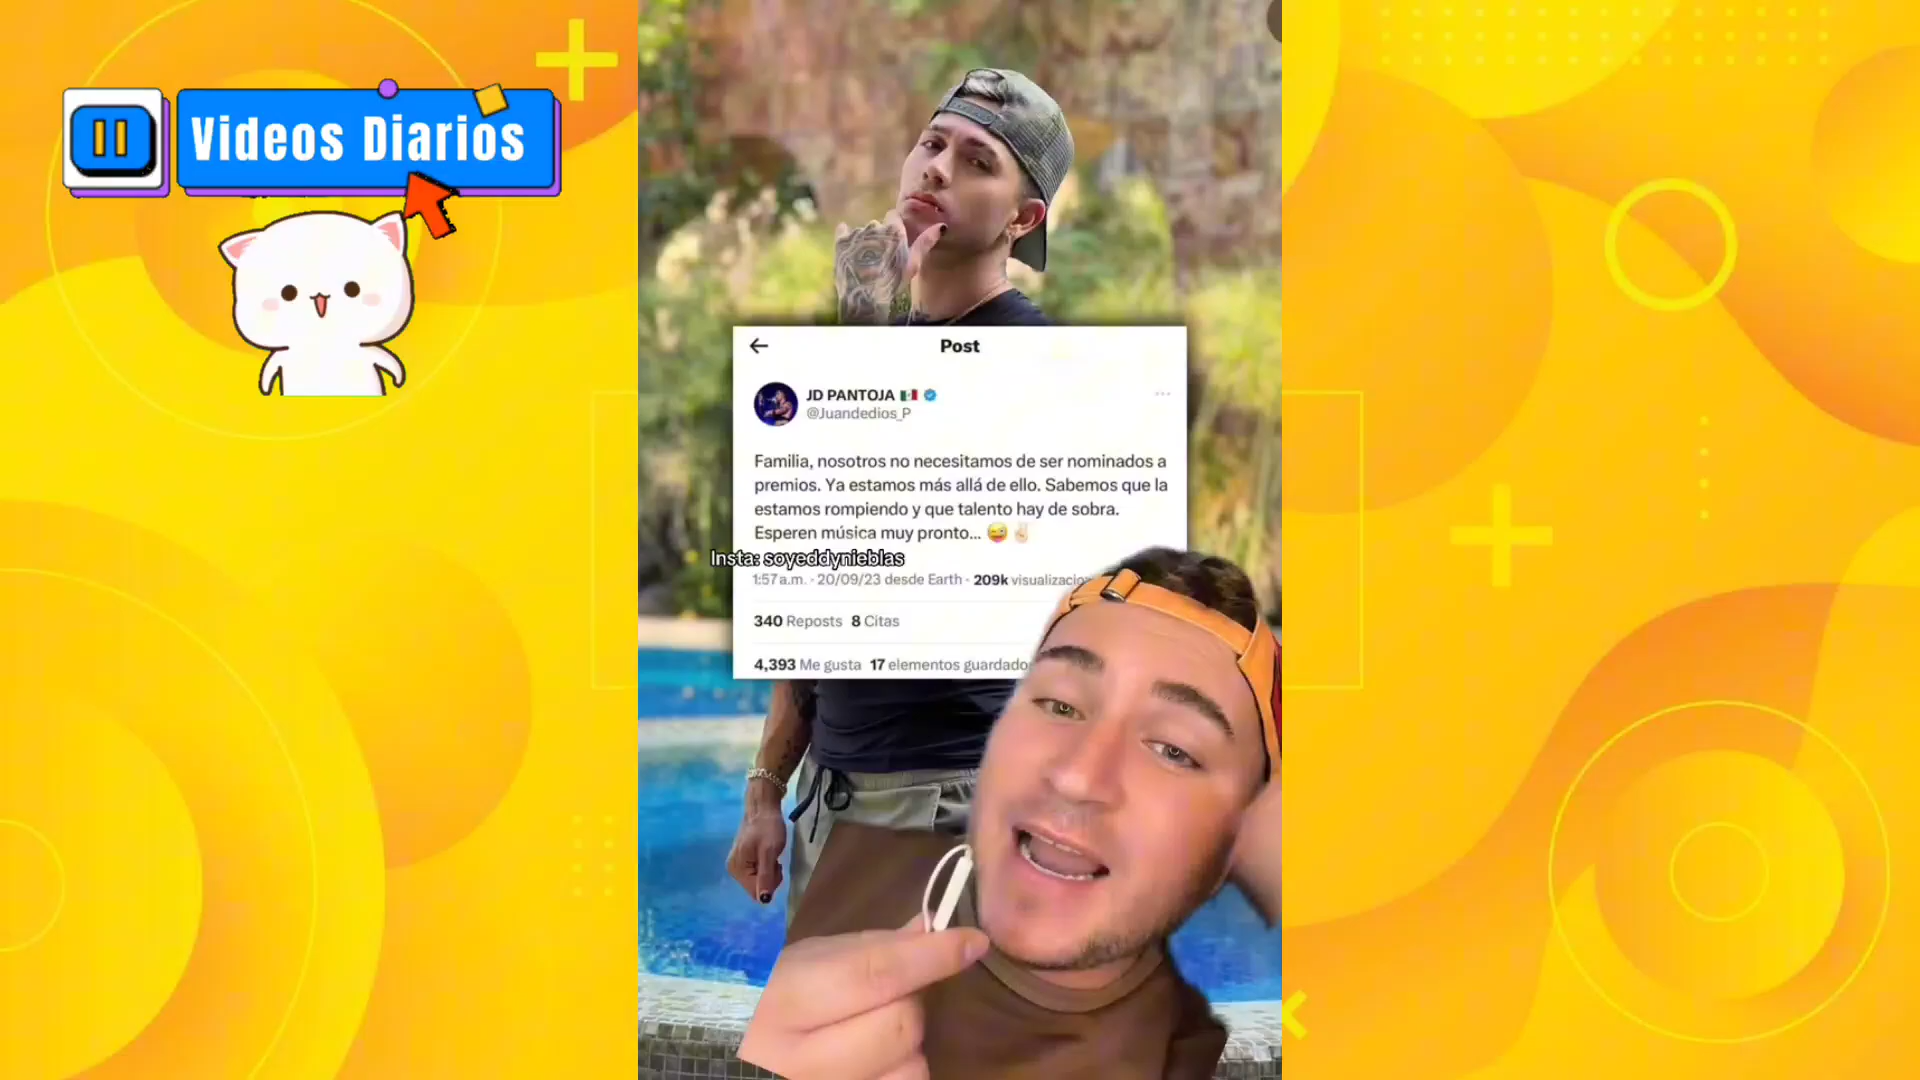 Videos Diarios
Post
JD PANTOJA 🇲🇽
@Juandedios_P
Familia, nosotros no necesitamos de ser nominados a
premios. Ya estamos más allá de ello. Sabemos que la
estamos rompiendo y que talento hay de sobra.
Esperen música muy pronto... 😜✌🏻
Insta: soyeddynieblas
1:57 a.m. · 20/09/23 desde Earth · 209k visualizacio
340 Reposts 8 Citas
4,393 Me gusta 17 elementos guardado